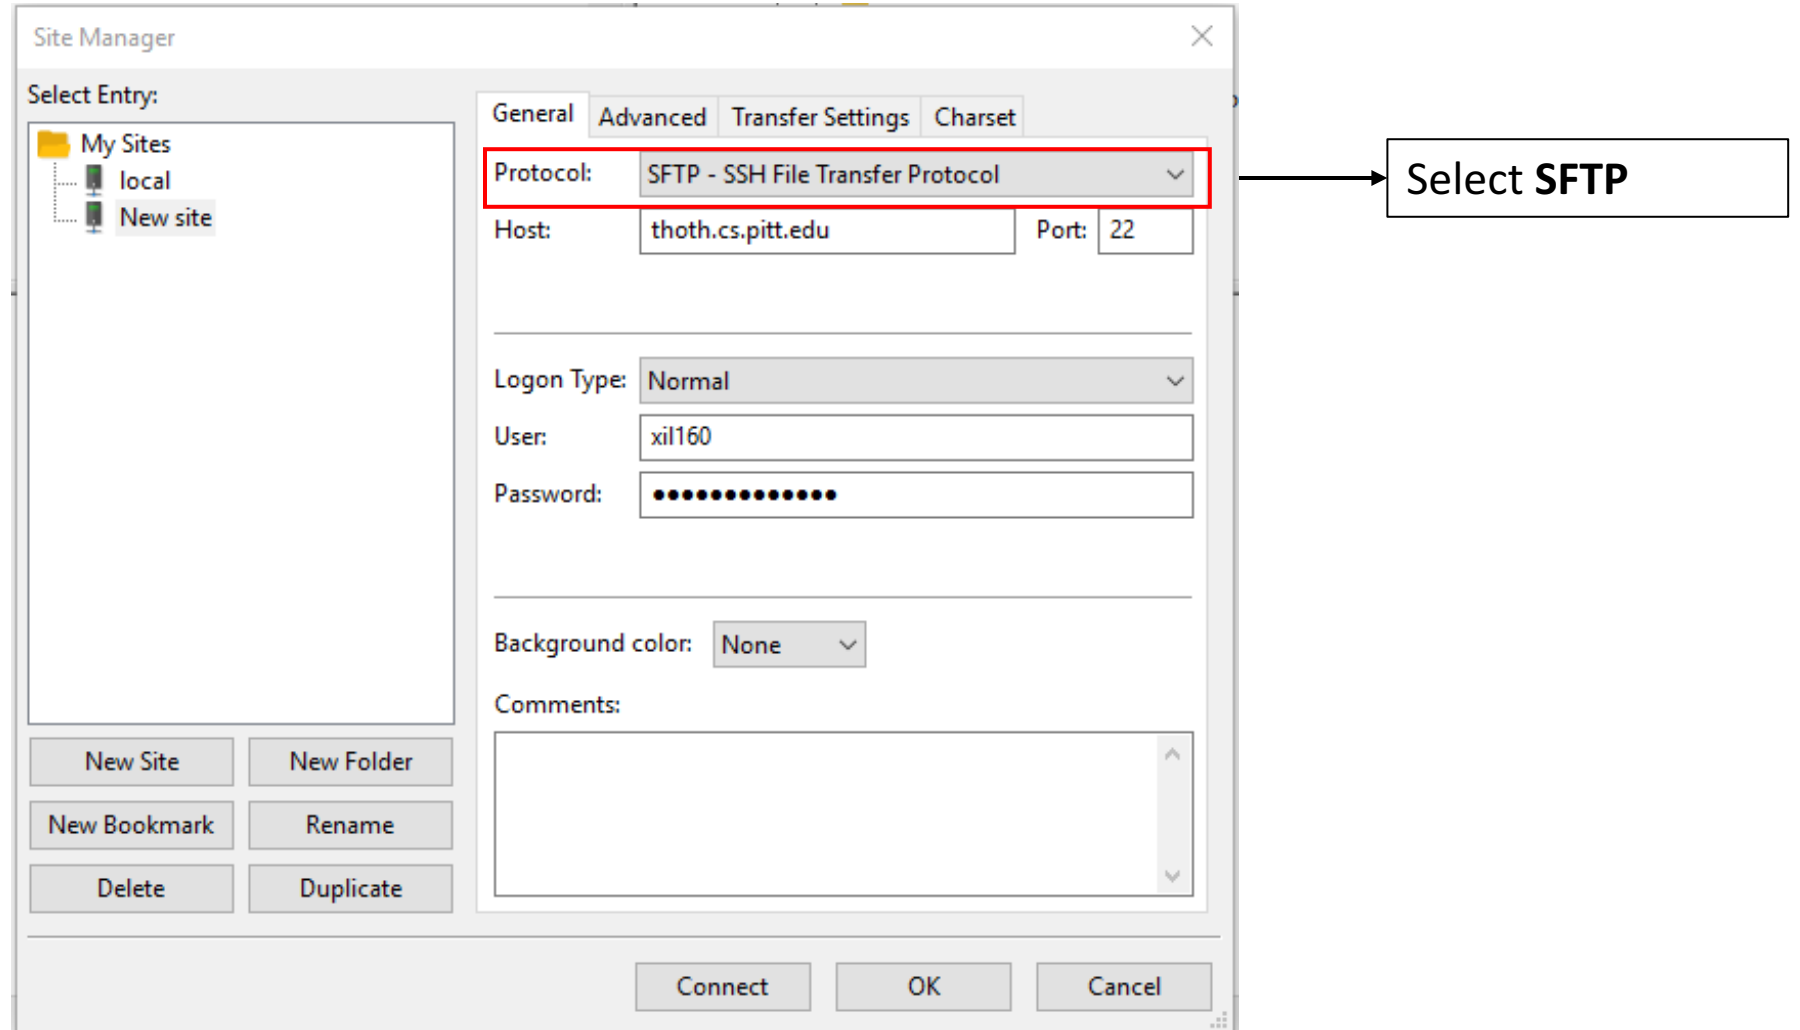 Site Manager
Select Entry:
My Sites
local
New site
New Site
New Folder
New Bookmark
Rename
Delete
Duplicate
General
Advanced
Transfer Settings
Charset
Protocol:
SFTP - SSH File Transfer Protocol
Host:
thoth.cs.pitt.edu
Port:
22
Logon Type:
Normal
User:
xil160
Password:
●●●●●●●●●●●●●
Background color:
None
Comments:
Connect
OK
Cancel
Select SFTP